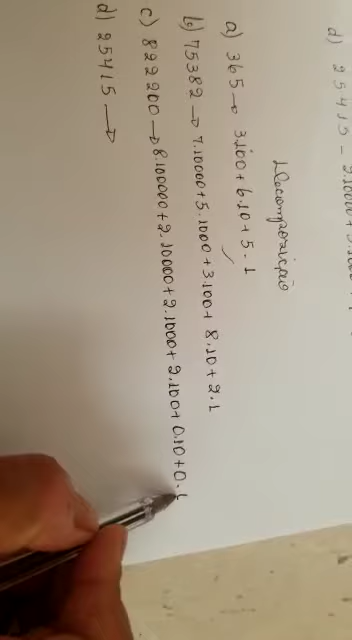 d) 25415 -
Decomposição
a) 365 → 3.100 + 6.10 + 5.1
b) 75382 → 7.10000 + 5.1000 + 3.100 + 8.10 + 2.1
c) 822200 → 8.100000 + 2.10000 + 2.1000 + 2.100 + 0.10 + 0.1
d) 25415 →